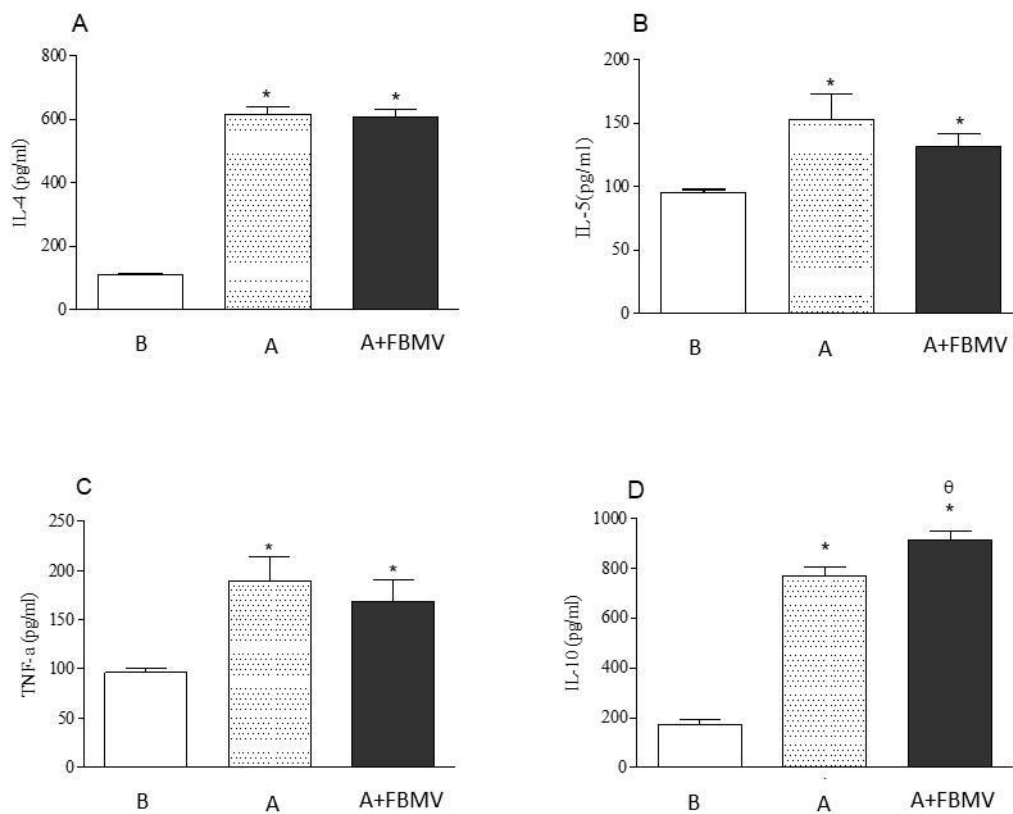 A
800
600
400
200
0
IL-4 (pg/ml)
*
*
B
A
A+FBMV
B
200
150
100
50
0
IL-5(pg/ml)
*
*
B
A
A+FBMV
C
250
200
150
100
50
0
TNF-a (pg/ml)
*
*
B
A
A+FBMV
D
1000
800
600
400
200
0
IL-10 (pg/ml)
*
θ
*
B
A
A+FBMV